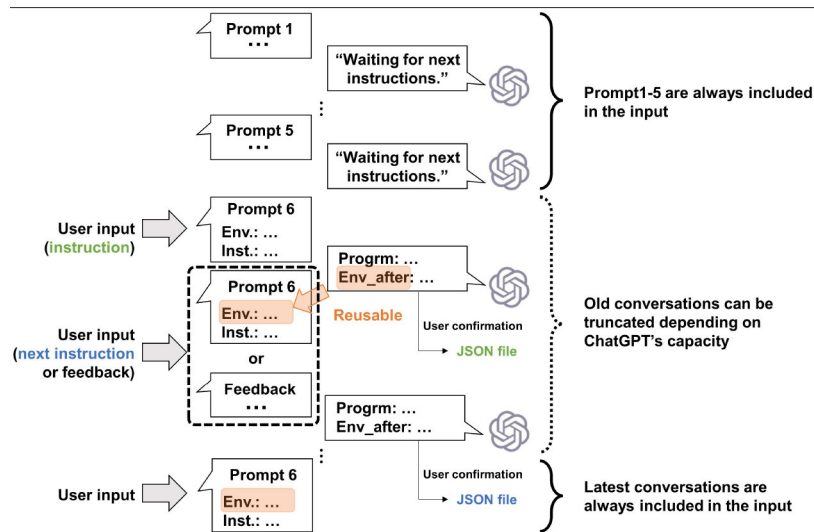 Prompt 1
...
“Waiting for next
instructions.”
Prompt1-5 are always included
in the input
⋮
Prompt 5
...
“Waiting for next
instructions.”
User input
(instruction)
Prompt 6
Env.: ...
Inst.: ...
Progrm: ...
Env_after: ...
Reusable
User confirmation
JSON file
Old conversations can be
truncated depending on
ChatGPT’s capacity
User input
(next instruction
or feedback)
Prompt 6
Env.: ...
Inst.: ...
or
Feedback
...
Progrm: ...
Env_after: ...
User confirmation
JSON file
⋮
User input
Prompt 6
Env.: ...
Inst.: ...
Latest conversations are
always included in the input